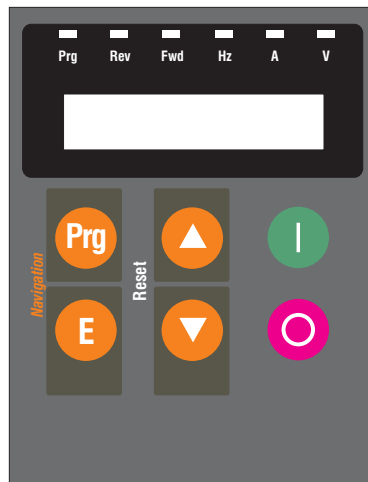 Prg Rev Fwd Hz A V
Prg
Navigation
Reset
E